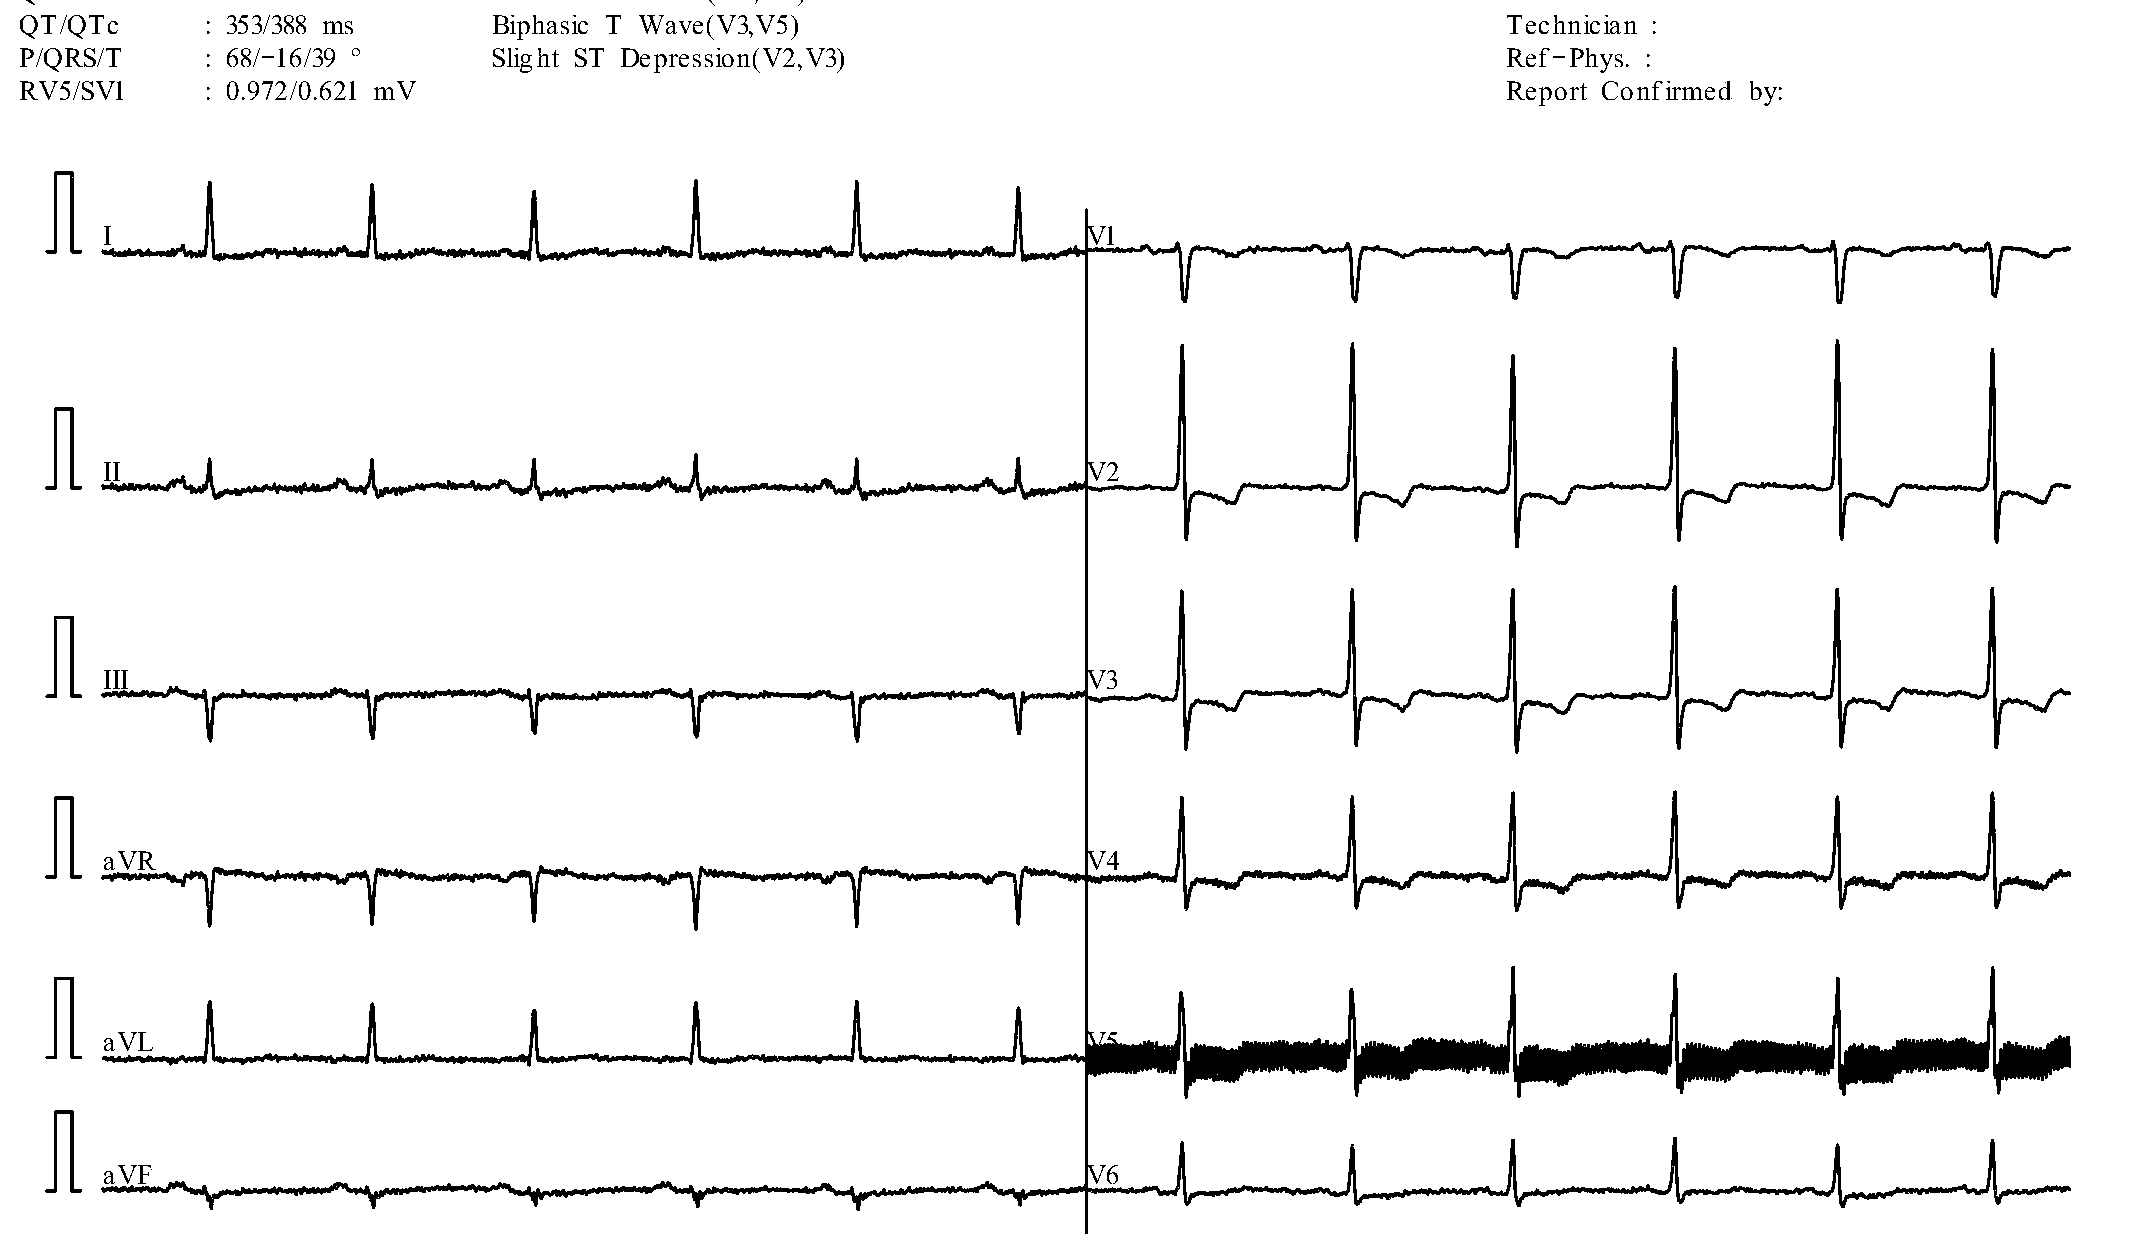 QT/QTc : 353/388 ms
P/QRS/T : 68/-16/39 °
RV5/SV1 : 0.972/0.621 mV
Biphasic T Wave(V3,V5)
Slight ST Depression(V2,V3)
Technician :
Ref-Phys. :
Report Confirmed by:
I
II
III
aVR
aVL
aVF
V1
V2
V3
V4
V5
V6